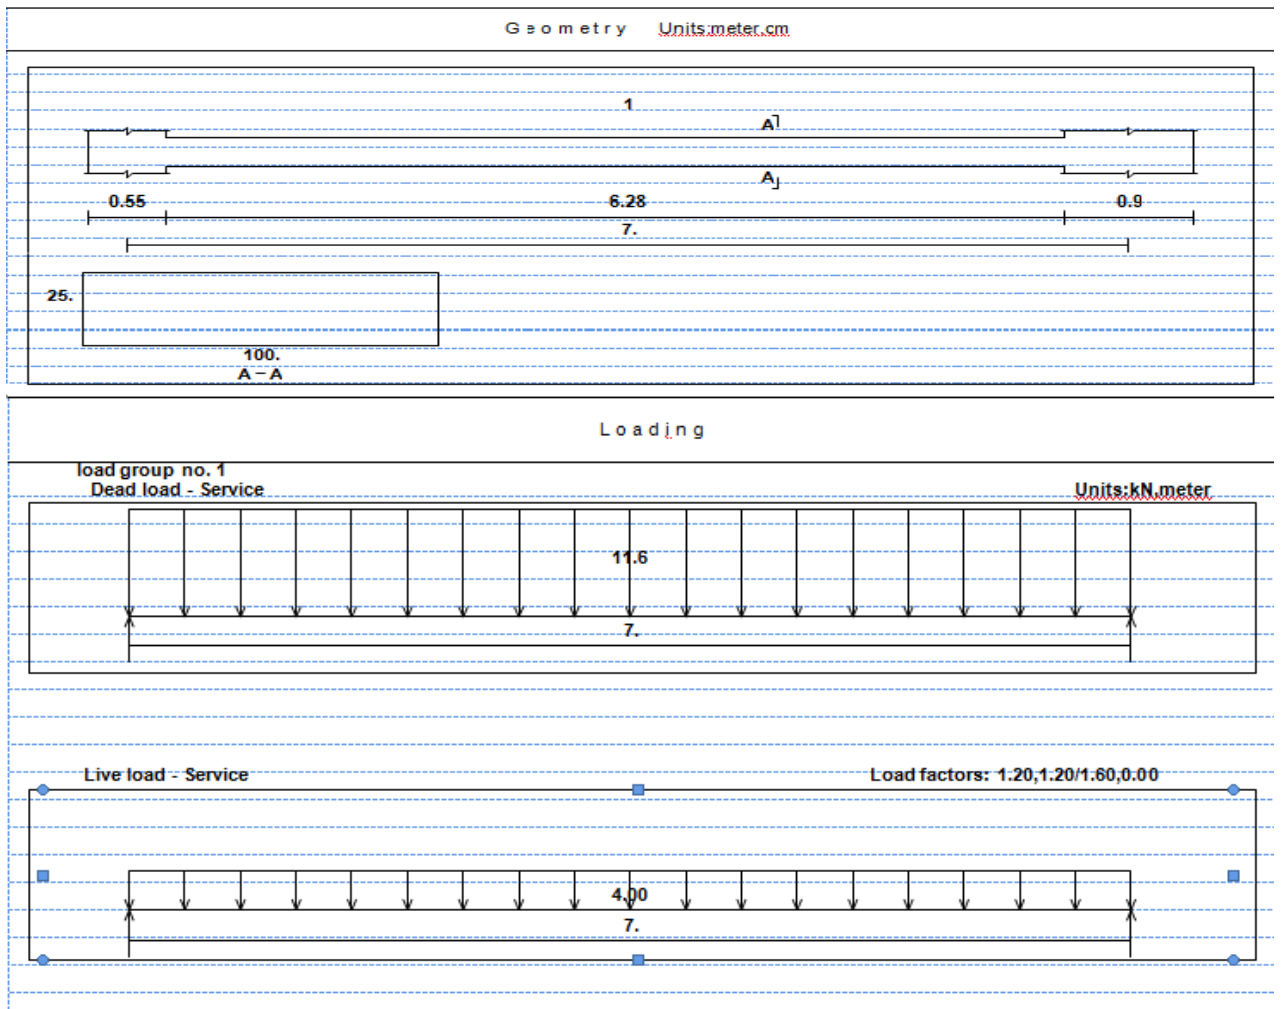 Geometry Units:meter,cm
1
A
A
0.55 6.28 0.9
7.
25.
100.
A – A
Loading
load group no. 1
Dead load - Service Units:kN,meter
11.6
7.
Live load - Service Load factors: 1.20,1.20/1.60,0.00
4.00
7.